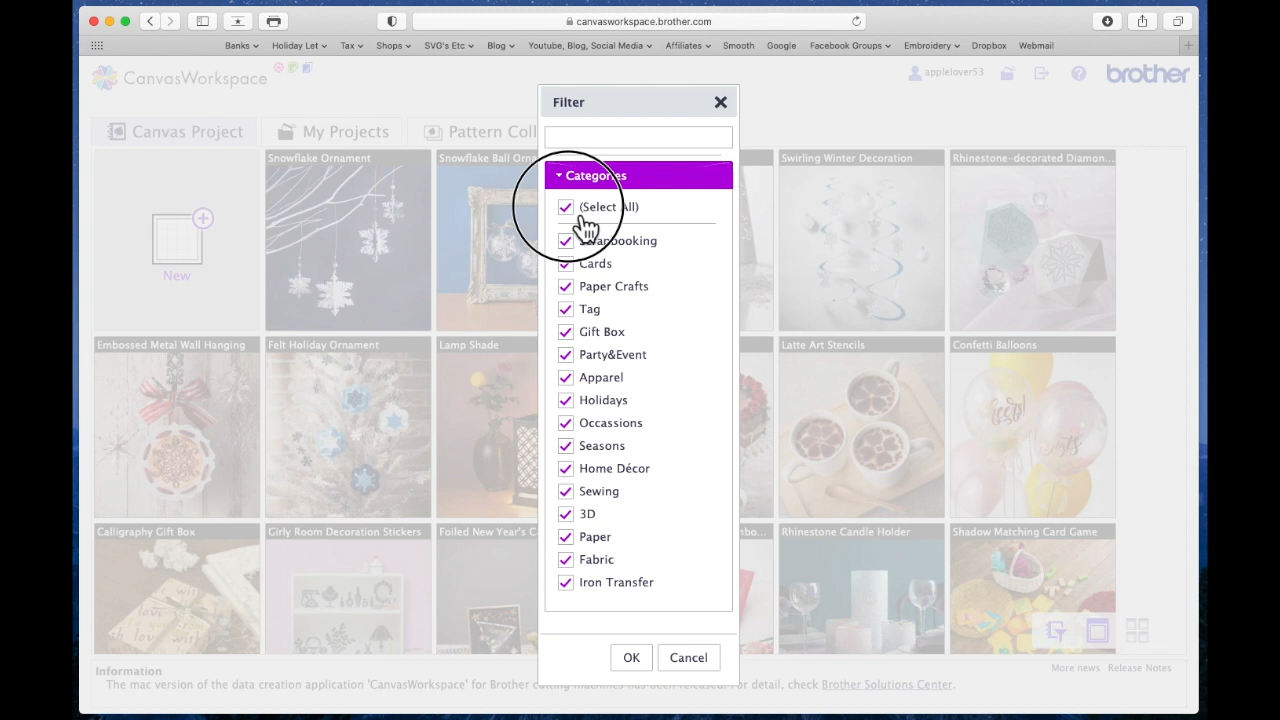 canvasworkspace.brother.com
Banks Holiday Let Tax Shops SVG's Etc Blog Youtube, Blog, Social Media Affiliates Smooth Google Facebook Groups Embroidery Dropbox Webmail
CanvasWorkspace
applelover53
?
brother
Filter
Canvas Project
My Projects
Pattern Coll
Categories
(Select All)
Scrapbooking
Cards
Paper Crafts
Tag
Gift Box
Party&Event
Apparel
Holidays
Occassions
Seasons
Home Décor
Sewing
3D
Paper
Fabric
Iron Transfer
OK Cancel
New
Snowflake Ornament
Snowflake Ball Orn
Swirling Winter Decoration
Rhinestone-decorated Diamon...
Embossed Metal Wall Hanging
Felt Holiday Ornament
Lamp Shade
Latte Art Stencils
Confetti Balloons
cheers!
Calligraphy Gift Box
Girly Room Decoration Stickers
Foiled New Year's C
mbo...
Rhinestone Candle Holder
Shadow Matching Card Game
Information
More news Release Notes
The mac version of the data creation application 'CanvasWorkspace' for Brother cutting machines has been released! For detail, check Brother Solutions Center.